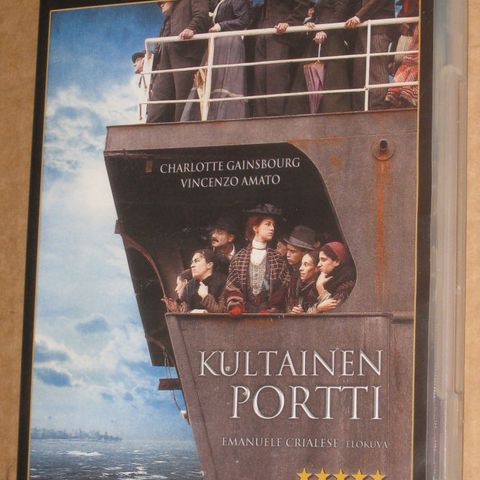 CHARLOTTE GAINSBOURG
VINCENZO AMATO
KULTAINEN
PORTTI
EMANUELE CRIALESE ELOKUVA